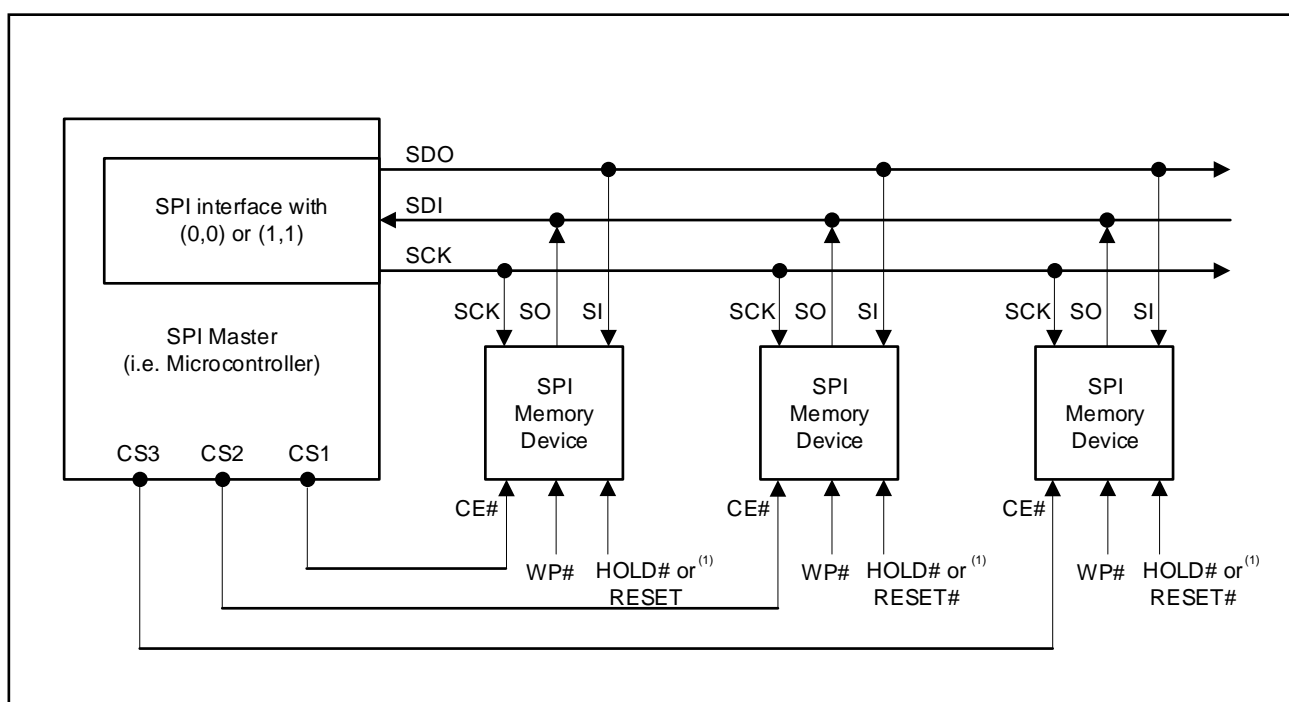 SDO
SPI interface with
(0,0) or (1,1)
SDI
SCK
SPI Master
(i.e. Microcontroller)
CS3 CS2 CS1
SCK SO SI
SPI
Memory
Device
CE#
WP#
HOLD# or (1)
RESET
SCK SO SI
SPI
Memory
Device
CE#
WP#
HOLD# or (1)
RESET#
SCK SO SI
SPI
Memory
Device
CE#
WP#
HOLD# or (1)
RESET#